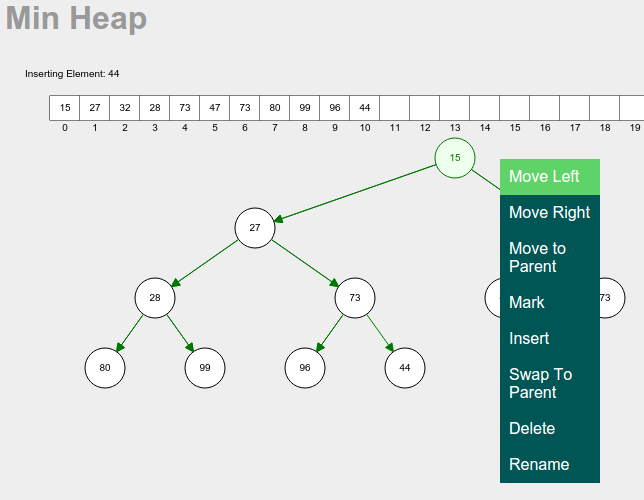 Min Heap
Inserting Element: 44
15 27 32 28 73 47 73 80 99 96 44
0 1 2 3 4 5 6 7 8 9 10 11 12 13 14 15 16 17 18 19
15
Move Left
Move Right
27
Move to
Parent
28 73 73
Mark
Insert
80 99 96 44
Swap To
Parent
Delete
Rename